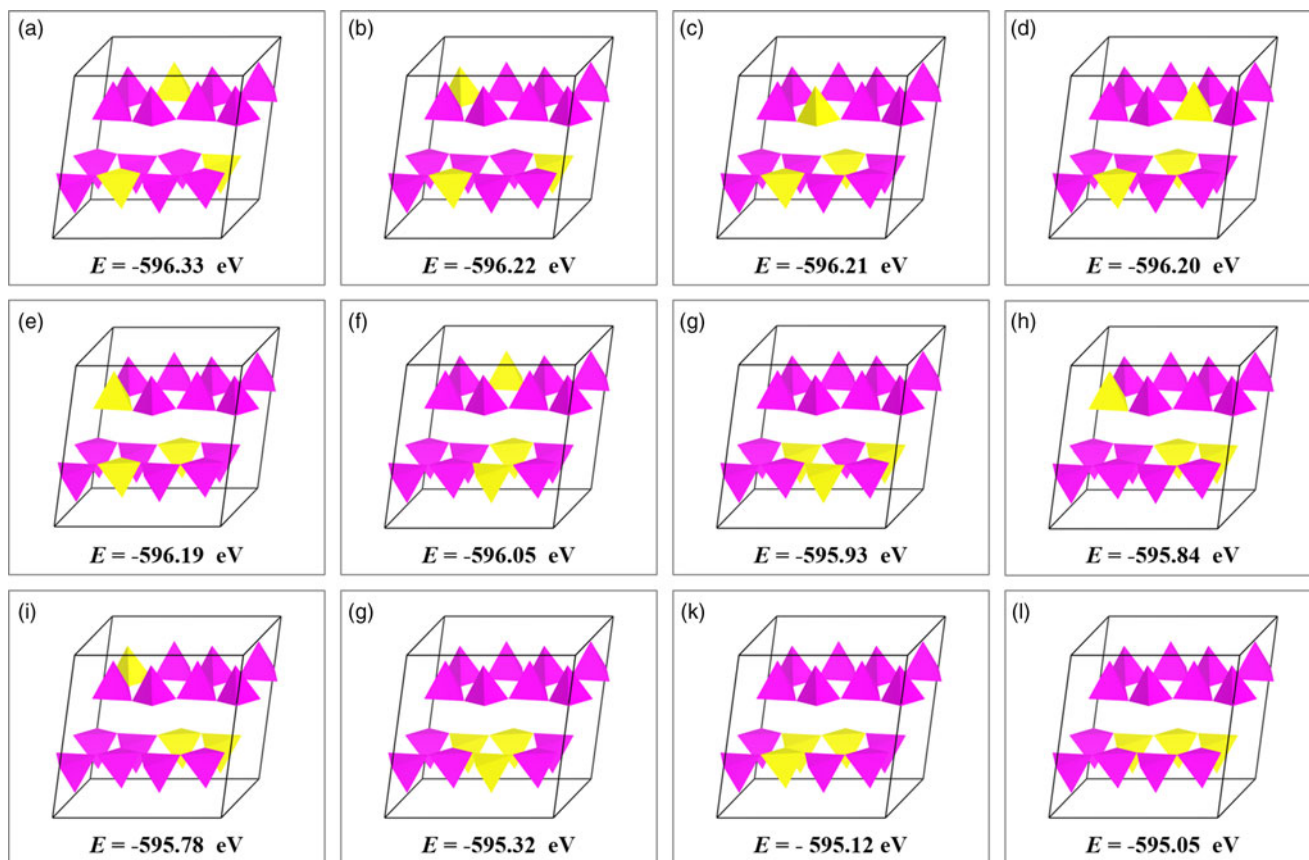 (a)
(b)
(c)
(d)
E = -596.33 eV
E = -596.22 eV
E = -596.21 eV
E = -596.20 eV
(e)
(f)
(g)
(h)
E = -596.19 eV
E = -596.05 eV
E = -595.93 eV
E = -595.84 eV
(i)
(g)
(k)
(l)
E = -595.78 eV
E = -595.32 eV
E = - 595.12 eV
E = -595.05 eV